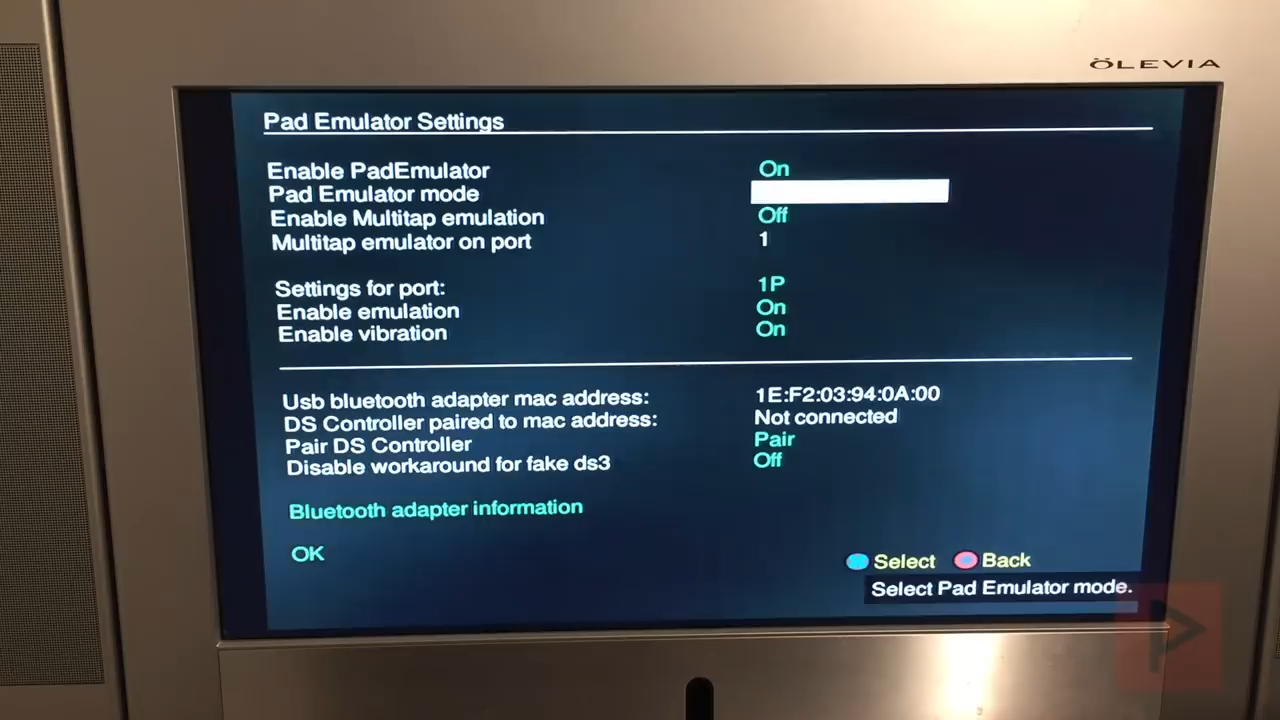 ÖLEVIA
Pad Emulator Settings
Enable PadEmulator On
Pad Emulator mode
Enable Multitap emulation Off
Multitap emulator on port 1
Settings for port: 1P
Enable emulation On
Enable vibration On
Usb bluetooth adapter mac address: 1E:F2:03:94:0A:00
DS Controller paired to mac address: Not connected
Pair DS Controller Pair
Disable workaround for fake ds3 Off
Bluetooth adapter information
OK
Select Back
Select Pad Emulator mode.